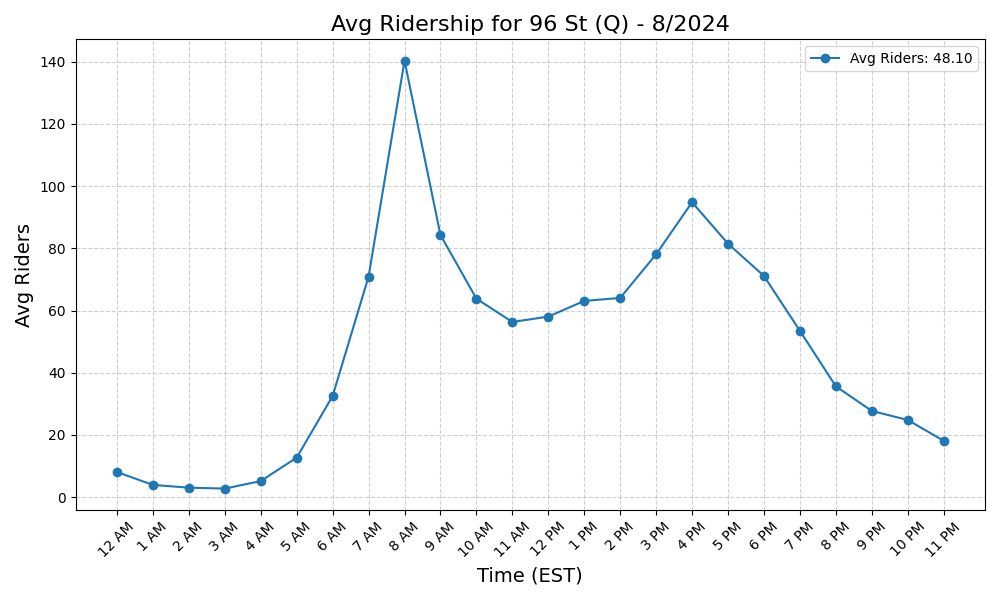 Avg Ridership for 96 St (Q) - 8/2024
Avg Riders: 48.10
Avg Riders
140
120
100
80
60
40
20
0
12 AM
1 AM
2 AM
3 AM
4 AM
5 AM
6 AM
7 AM
8 AM
9 AM
10 AM
11 AM
12 PM
1 PM
2 PM
3 PM
4 PM
5 PM
6 PM
7 PM
8 PM
9 PM
10 PM
11 PM
Time (EST)